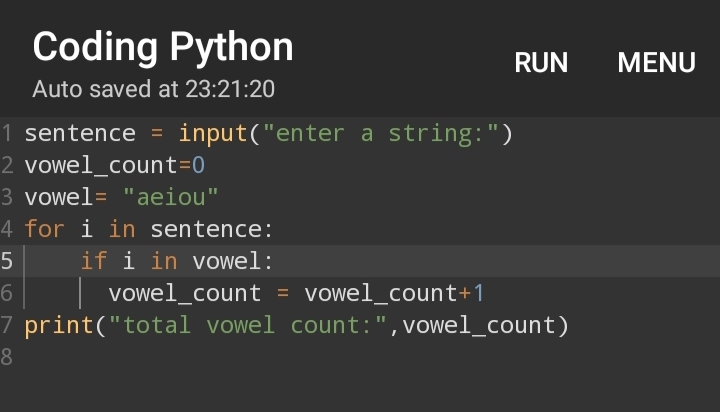 Coding Python
Auto saved at 23:21:20
RUN MENU
1 sentence = input("enter a string:")
2 vowel_count=0
3 vowel= "aeiou"
4 for i in sentence:
5     if i in vowel:
6       vowel_count = vowel_count+1
7 print("total vowel count:",vowel_count)
8